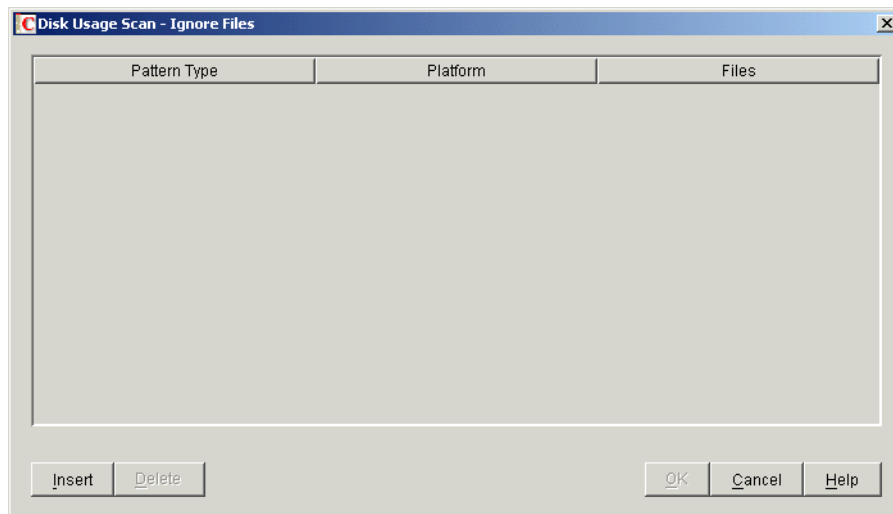 C Disk Usage Scan - Ignore Files
Pattern Type Platform Files
Insert Delete OK Cancel Help